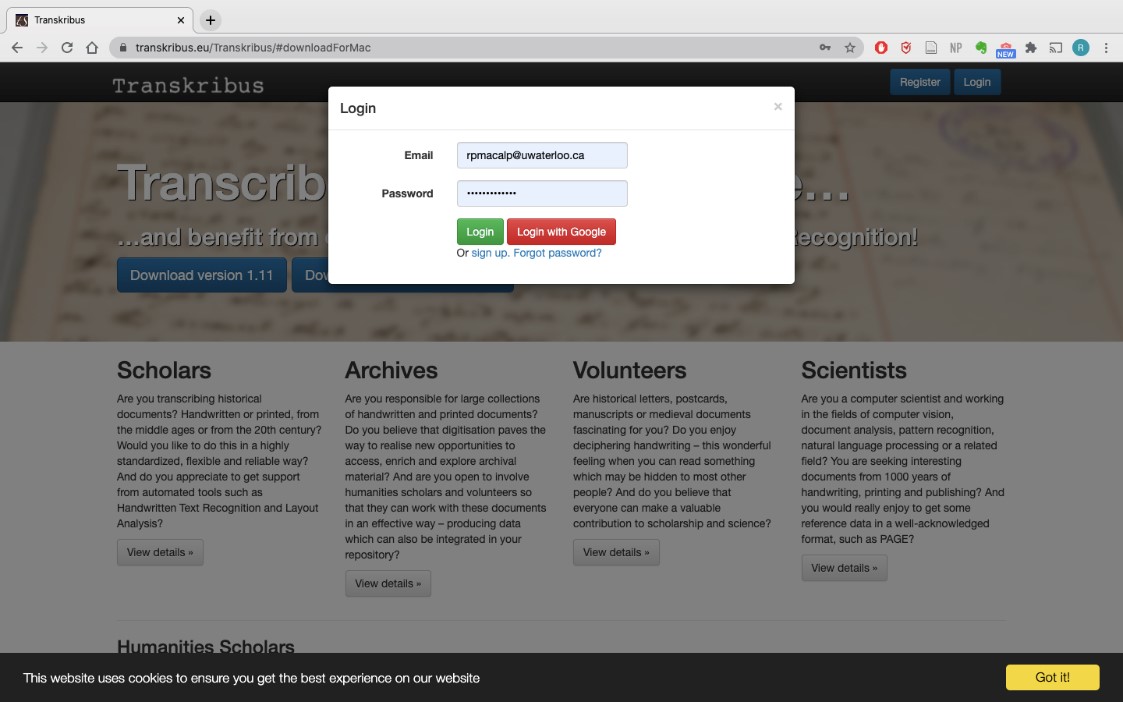 Transkribus
transkribus.eu/Transkribus/#downloadForMac
NP
NEW
R
Transkribus
Register
Login
Login
×
Email
rpmacalp@uwaterloo.ca
Password
•••••••••••••
Login
Login with Google
Or sign up. Forgot password?
Transcrib
e...
...and benefit from
Recognition!
Download version 1.11
Dov
Scholars
Are you transcribing historical
documents? Handwritten or printed, from
the middle ages or from the 20th century?
Would you like to do this in a highly
standardized, flexible and reliable way?
And do you appreciate to get support
from automated tools such as
Handwritten Text Recognition and Layout
Analysis?
View details »
Archives
Are you responsible for large collections
of handwritten and printed documents?
Do you believe that digitisation paves the
way to realise new opportunities to
access, enrich and explore archival
material? And are you open to involve
humanities scholars and volunteers so
that they can work with these documents
in an effective way – producing data
which can also be integrated in your
repository?
View details »
Volunteers
Are historical letters, postcards,
manuscripts or medieval documents
fascinating for you? Do you enjoy
deciphering handwriting – this wonderful
feeling when you can read something
which may be hidden to most other
people? And do you believe that
everyone can make a valuable
contribution to scholarship and science?
View details »
Scientists
Are you a computer scientist and working
in the fields of computer vision,
document analysis, pattern recognition,
natural language processing or a related
field? You are seeking interesting
documents from 1000 years of
handwriting, printing and publishing? And
you would really enjoy to get some
reference data in a well-acknowledged
format, such as PAGE?
View details »
Humanities Scholars
This website uses cookies to ensure you get the best experience on our website
Got it!